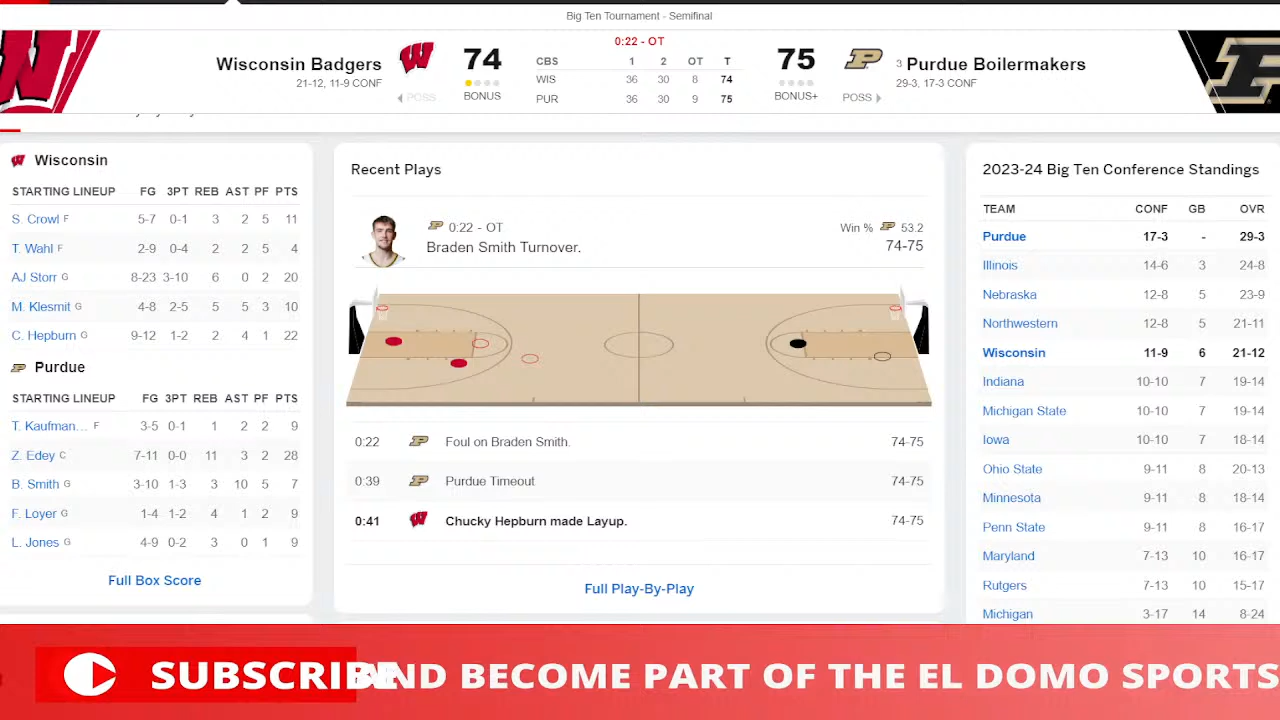 Big Ten Tournament - Semifinal
Wisconsin Badgers
21-12, 11-9 CONF
POSS
74
BONUS
0:22 - OT
CBS 1 2 OT T
WIS 36 30 8 74
PUR 36 30 9 75
75
BONUS+
POSS
3 Purdue Boilermakers
29-3, 17-3 CONF
Wisconsin
STARTING LINEUP FG 3PT REB AST PF PTS
S. Crowl F 5-7 0-1 3 2 5 11
T. Wahl F 2-9 0-4 2 2 5 4
AJ Storr G 8-23 3-10 6 0 2 20
M. Klesmit G 4-8 2-5 5 5 3 10
C. Hepburn G 9-12 1-2 2 4 1 22
Purdue
STARTING LINEUP FG 3PT REB AST PF PTS
T. Kaufman... F 3-5 0-1 1 2 2 9
Z. Edey C 7-11 0-0 11 3 2 28
B. Smith G 3-10 1-3 3 10 5 7
F. Loyer G 1-4 1-2 4 1 2 9
L. Jones G 4-9 0-2 3 0 1 9
Full Box Score
Recent Plays
0:22 - OT
Braden Smith Turnover.
Win % 53.2
74-75
0:22 Foul on Braden Smith. 74-75
0:39 Purdue Timeout 74-75
0:41 Chucky Hepburn made Layup. 74-75
Full Play-By-Play
2023-24 Big Ten Conference Standings
TEAM CONF GB OVR
Purdue 17-3 - 29-3
Illinois 14-6 3 24-8
Nebraska 12-8 5 23-9
Northwestern 12-8 5 21-11
Wisconsin 11-9 6 21-12
Indiana 10-10 7 19-14
Michigan State 10-10 7 19-14
Iowa 10-10 7 18-14
Ohio State 9-11 8 20-13
Minnesota 9-11 8 18-14
Penn State 9-11 8 16-17
Maryland 7-13 10 16-17
Rutgers 7-13 10 15-17
Michigan 3-17 14 8-24
SUBSCRIBE AND BECOME PART OF THE EL DOMO SPORTS